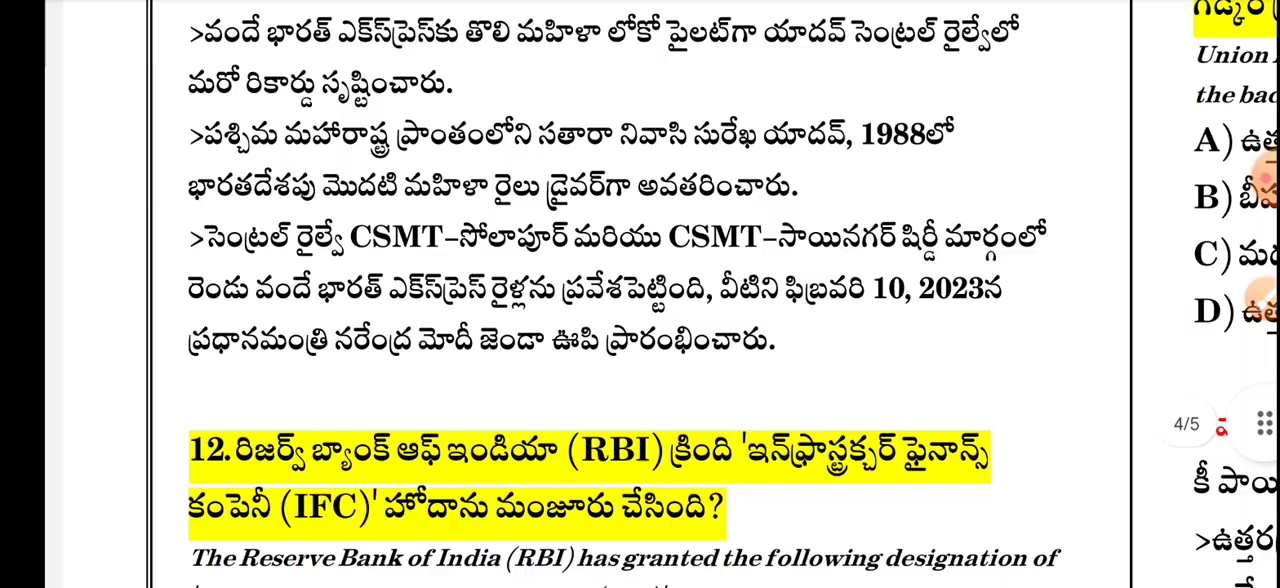 >వందే భారత్ ఎక్స్‌ప్రెస్‌కు తొలి మహిళా లోకో పైలట్‌గా యాదవ్ సెంట్రల్ రైల్వేలో
మరో రికార్డు సృష్టించారు.
>పశ్చిమ మహారాష్ట్ర ప్రాంతంలోని సతారా నివాసి సురేఖ యాదవ్, 1988లో
భారతదేశపు మొదటి మహిళా రైలు డ్రైవర్‌గా అవతరించారు.
>సెంట్రల్ రైల్వే CSMT-సోలాపూర్ మరియు CSMT-సాయినగర్ షిర్డీ మార్గంలో
రెండు వందే భారత్ ఎక్స్‌ప్రెస్ రైళ్లను ప్రవేశపెట్టింది, వీటిని ఫిబ్రవరి 10, 2023న
ప్రధానమంత్రి నరేంద్ర మోదీ జెండా ఊపి ప్రారంభించారు.
12.రిజర్వ్ బ్యాంక్ ఆఫ్ ఇండియా (RBI) క్రింది 'ఇన్‌ఫ్రాస్ట్రక్చర్ ఫైనాన్స్
కంపెనీ (IFC)' హోదాను మంజూరు చేసింది?
The Reserve Bank of India (RBI) has granted the following designation of
Union
the
A)
B)
C)
D)
4/5
కీ